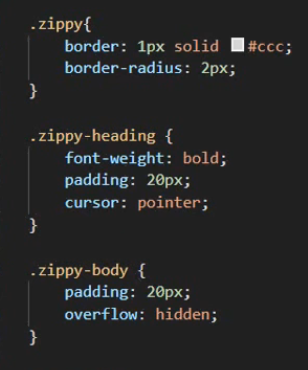 .zippy{
border: 1px solid #ccc;
border-radius: 2px;
}
.zippy-heading {
font-weight: bold;
padding: 20px;
cursor: pointer;
}
.zippy-body {
padding: 20px;
overflow: hidden;
}